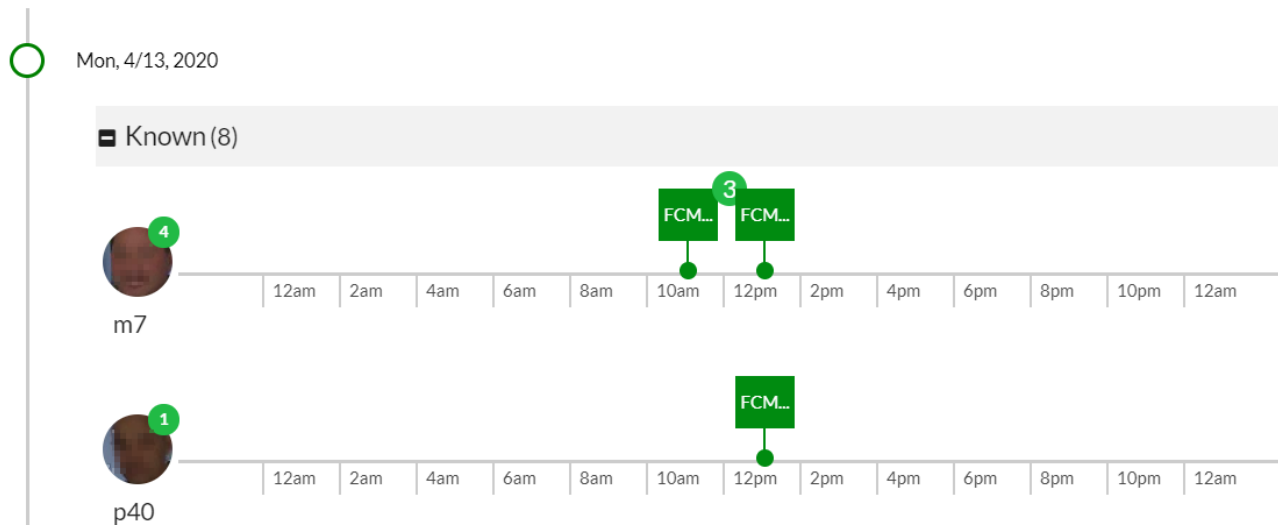 Mon, 4/13, 2020
Known (8)
3
4
FCM... FCM...
12am 2am 4am 6am 8am 10am 12pm 2pm 4pm 6pm 8pm 10pm 12am
m7
1
FCM...
12am 2am 4am 6am 8am 10am 12pm 2pm 4pm 6pm 8pm 10pm 12am
p40